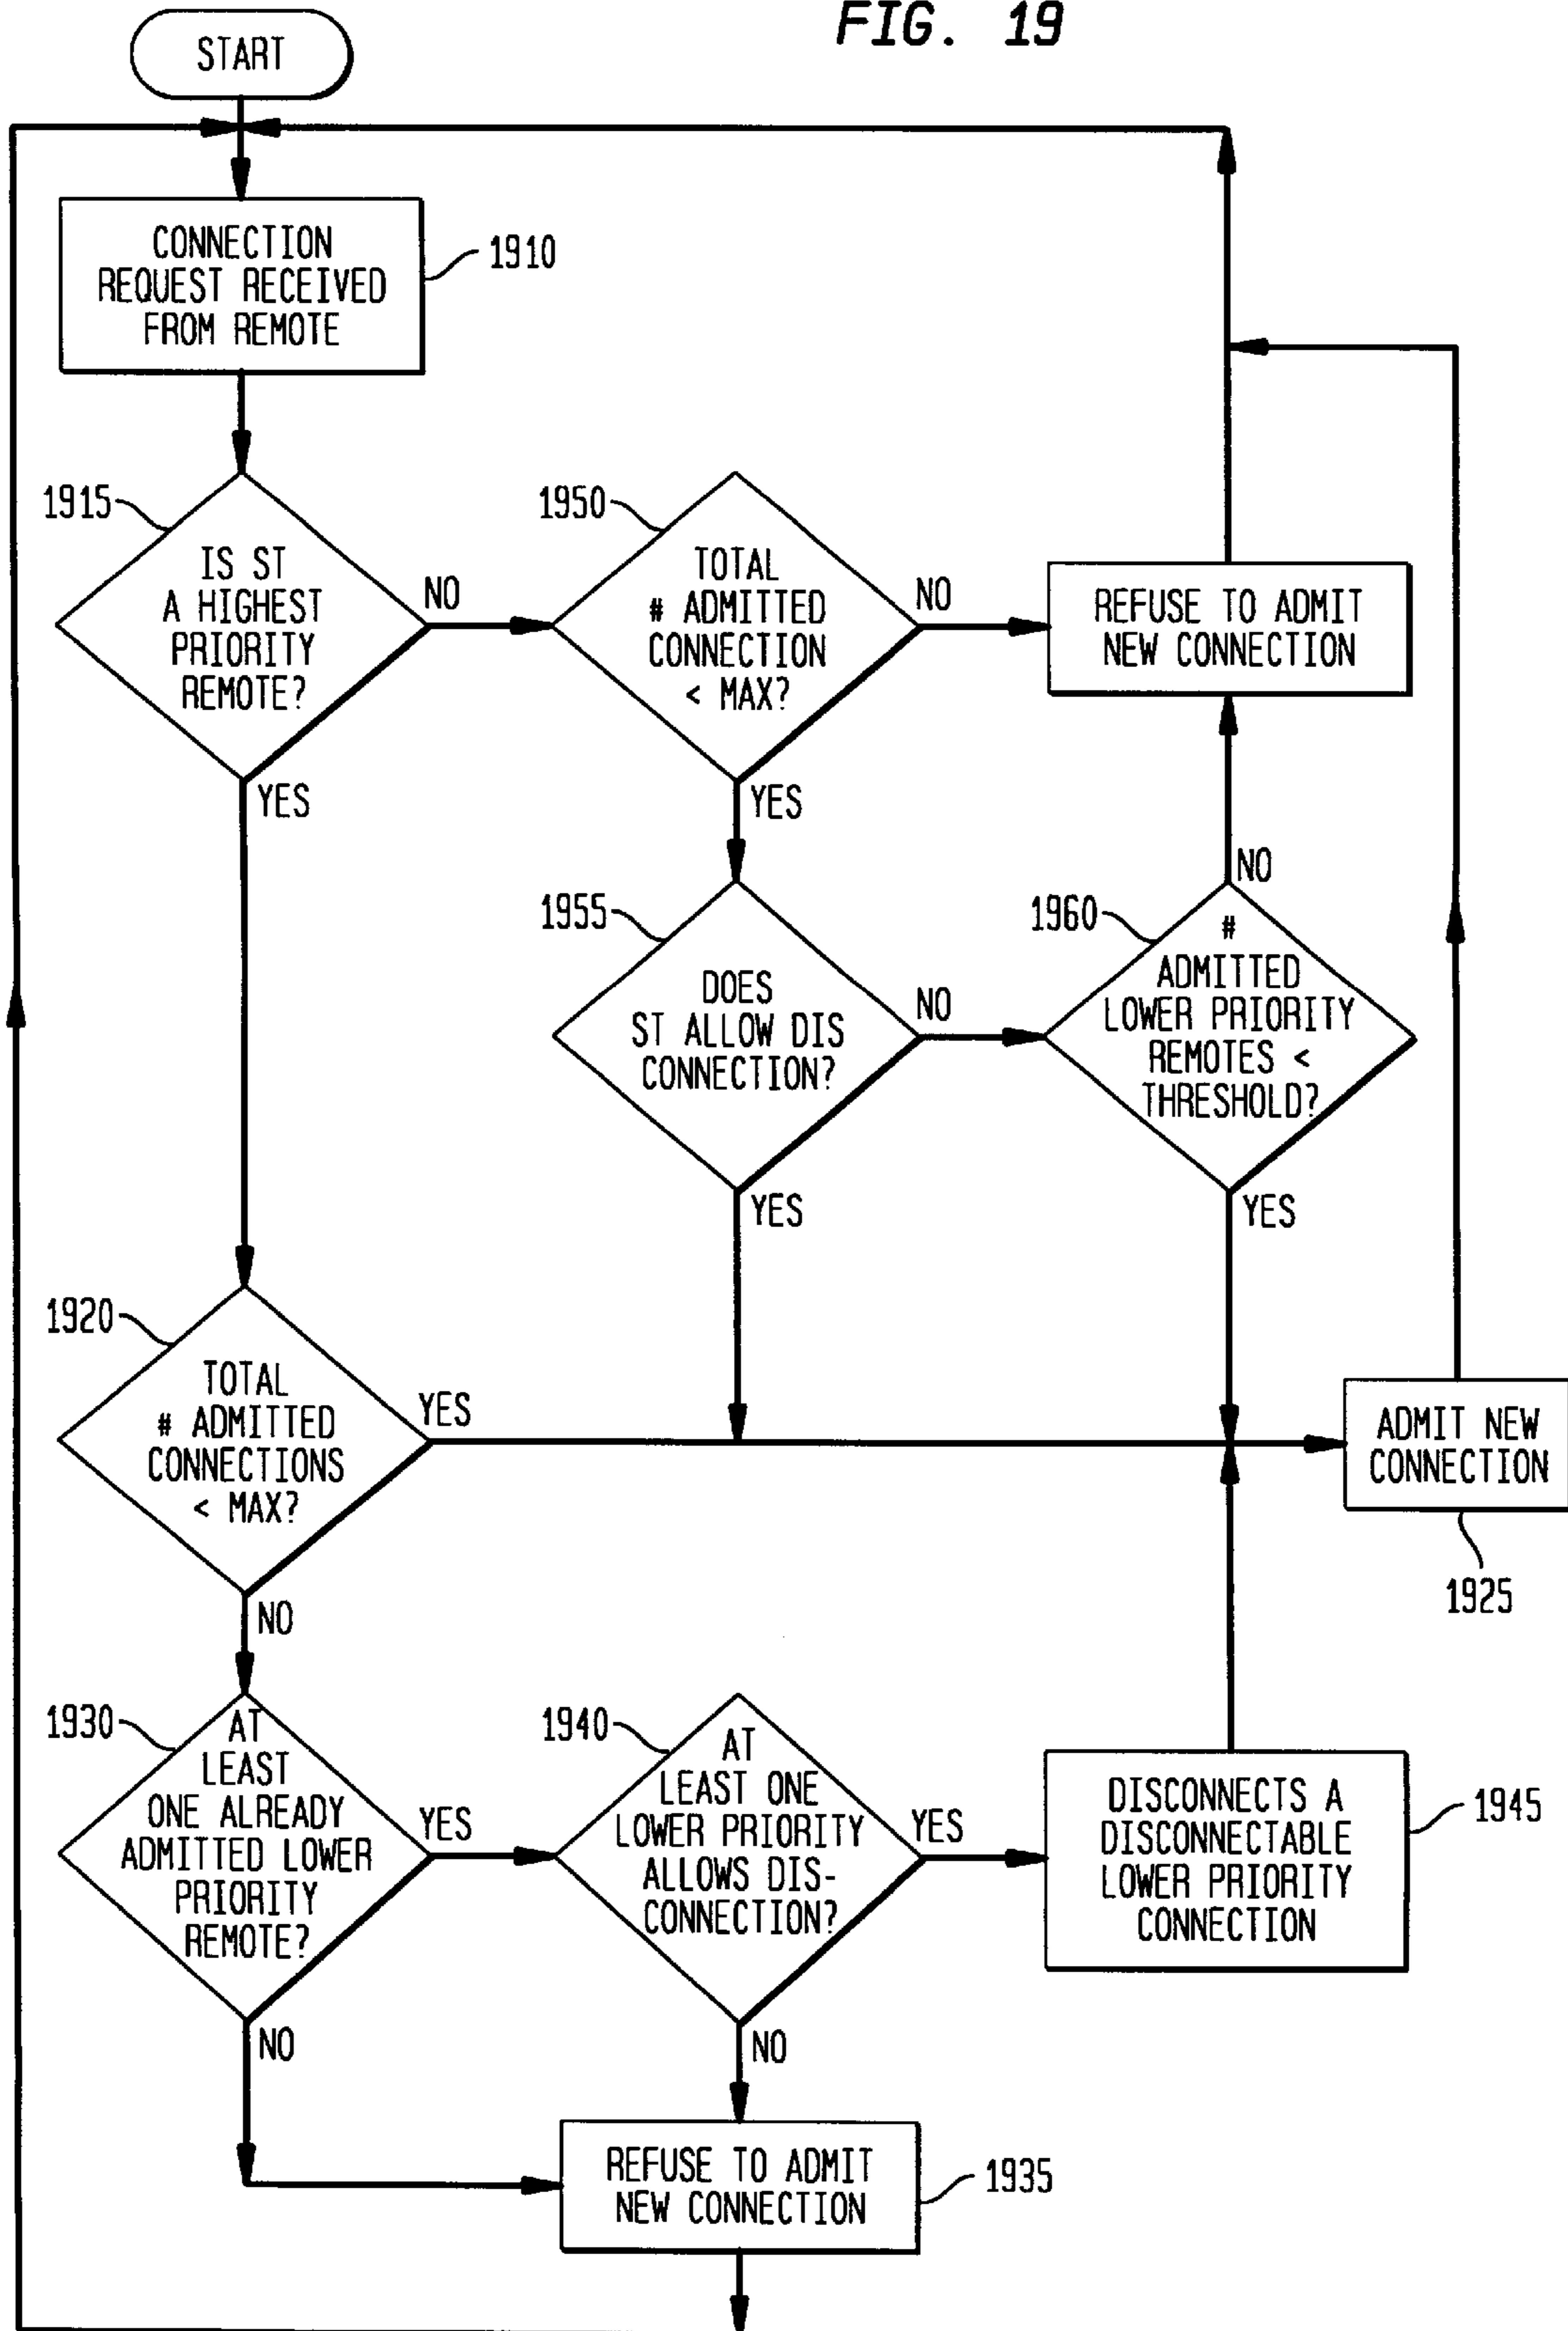 FIG. 19
START
CONNECTION
REQUEST RECEIVED
FROM REMOTE
1910
1915
IS ST
A HIGHEST
PRIORITY
REMOTE?
NO
YES
1950
TOTAL
# ADMITTED
CONNECTION
< MAX?
NO
YES
REFUSE TO ADMIT
NEW CONNECTION
1955
DOES
ST ALLOW DIS
CONNECTION?
NO
YES
1960
#
ADMITTED
LOWER PRIORITY
REMOTES <
THRESHOLD?
NO
YES
1920
TOTAL
# ADMITTED
CONNECTIONS
< MAX?
YES
NO
ADMIT NEW
CONNECTION
1925
1930
AT
LEAST
ONE ALREADY
ADMITTED LOWER
PRIORITY
REMOTE?
YES
NO
1940
AT
LEAST ONE
LOWER PRIORITY
ALLOWS DIS-
CONNECTION?
YES
NO
DISCONNECTS A
DISCONNECTABLE
LOWER PRIORITY
CONNECTION
1945
REFUSE TO ADMIT
NEW CONNECTION
1935